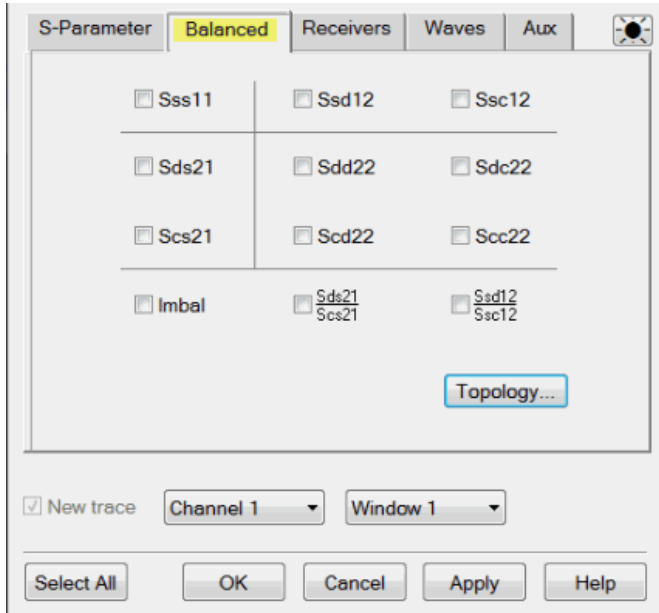 S-Parameter Balanced Receivers Waves Aux
Sss11 Ssd12 Ssc12
Sds21 Sdd22 Sdc22
Scs21 Scd22 Scc22
Imbal Sds21 Ssd12
Scs21 Ssc12
Topology...
New trace Channel 1 Window 1
Select All OK Cancel Apply Help